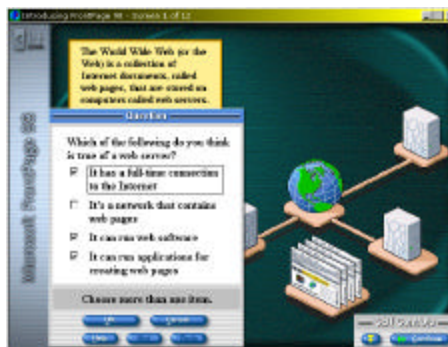 Introducing FrontPage 98 - Screen 1 of 12
The World Wide Web (or the
Web) is a collection of
Internet documents, called
web pages, that are stored on
computers called web servers.
Microsoft FrontPage 98
Question
Which of the following do you think
is true of a web server?
It has a full-time connection
to the Internet
It's a network that contains
web pages
It can run web software
It can run applications for
creating web pages
Choose more than one item.